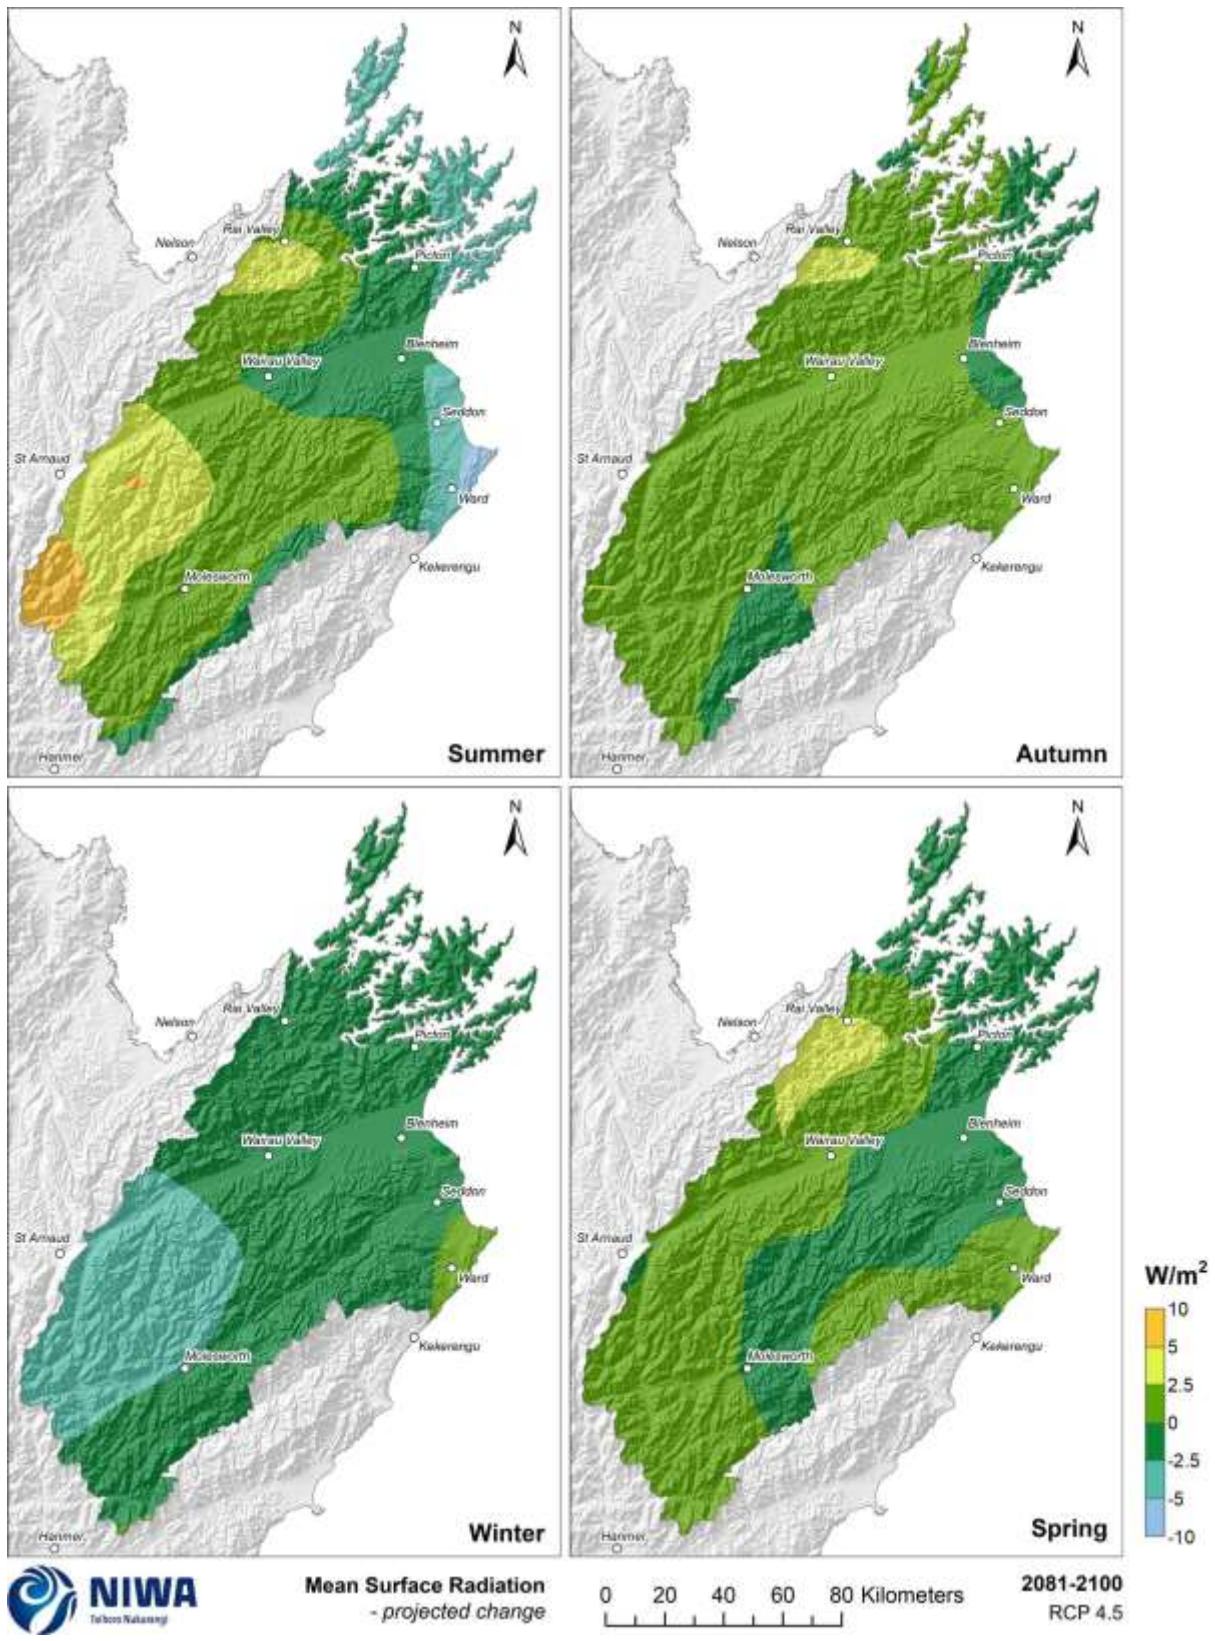 N
Rai Valley
Nelson
Picton
Blenheim
Wairau Valley
Seddon
St Arnaud
Ward
Molesworth
Kekerengu
Hanmer
Summer
N
Rai Valley
Nelson
Picton
Blenheim
Wairau Valley
Seddon
St Arnaud
Ward
Molesworth
Kekerengu
Hanmer
Autumn
N
Rai Valley
Nelson
Picton
Blenheim
Wairau Valley
Seddon
St Arnaud
Ward
Molesworth
Kekerengu
Hanmer
Winter
N
Rai Valley
Nelson
Picton
Blenheim
Wairau Valley
Seddon
St Arnaud
Ward
Molesworth
Kekerengu
Hanmer
Spring
W/m²
10
5
2.5
0
-2.5
-5
-10
NIWA
Taihoro Nukurangi
Mean Surface Radiation
- projected change
0 20 40 60 80 Kilometers
2081-2100
RCP 4.5